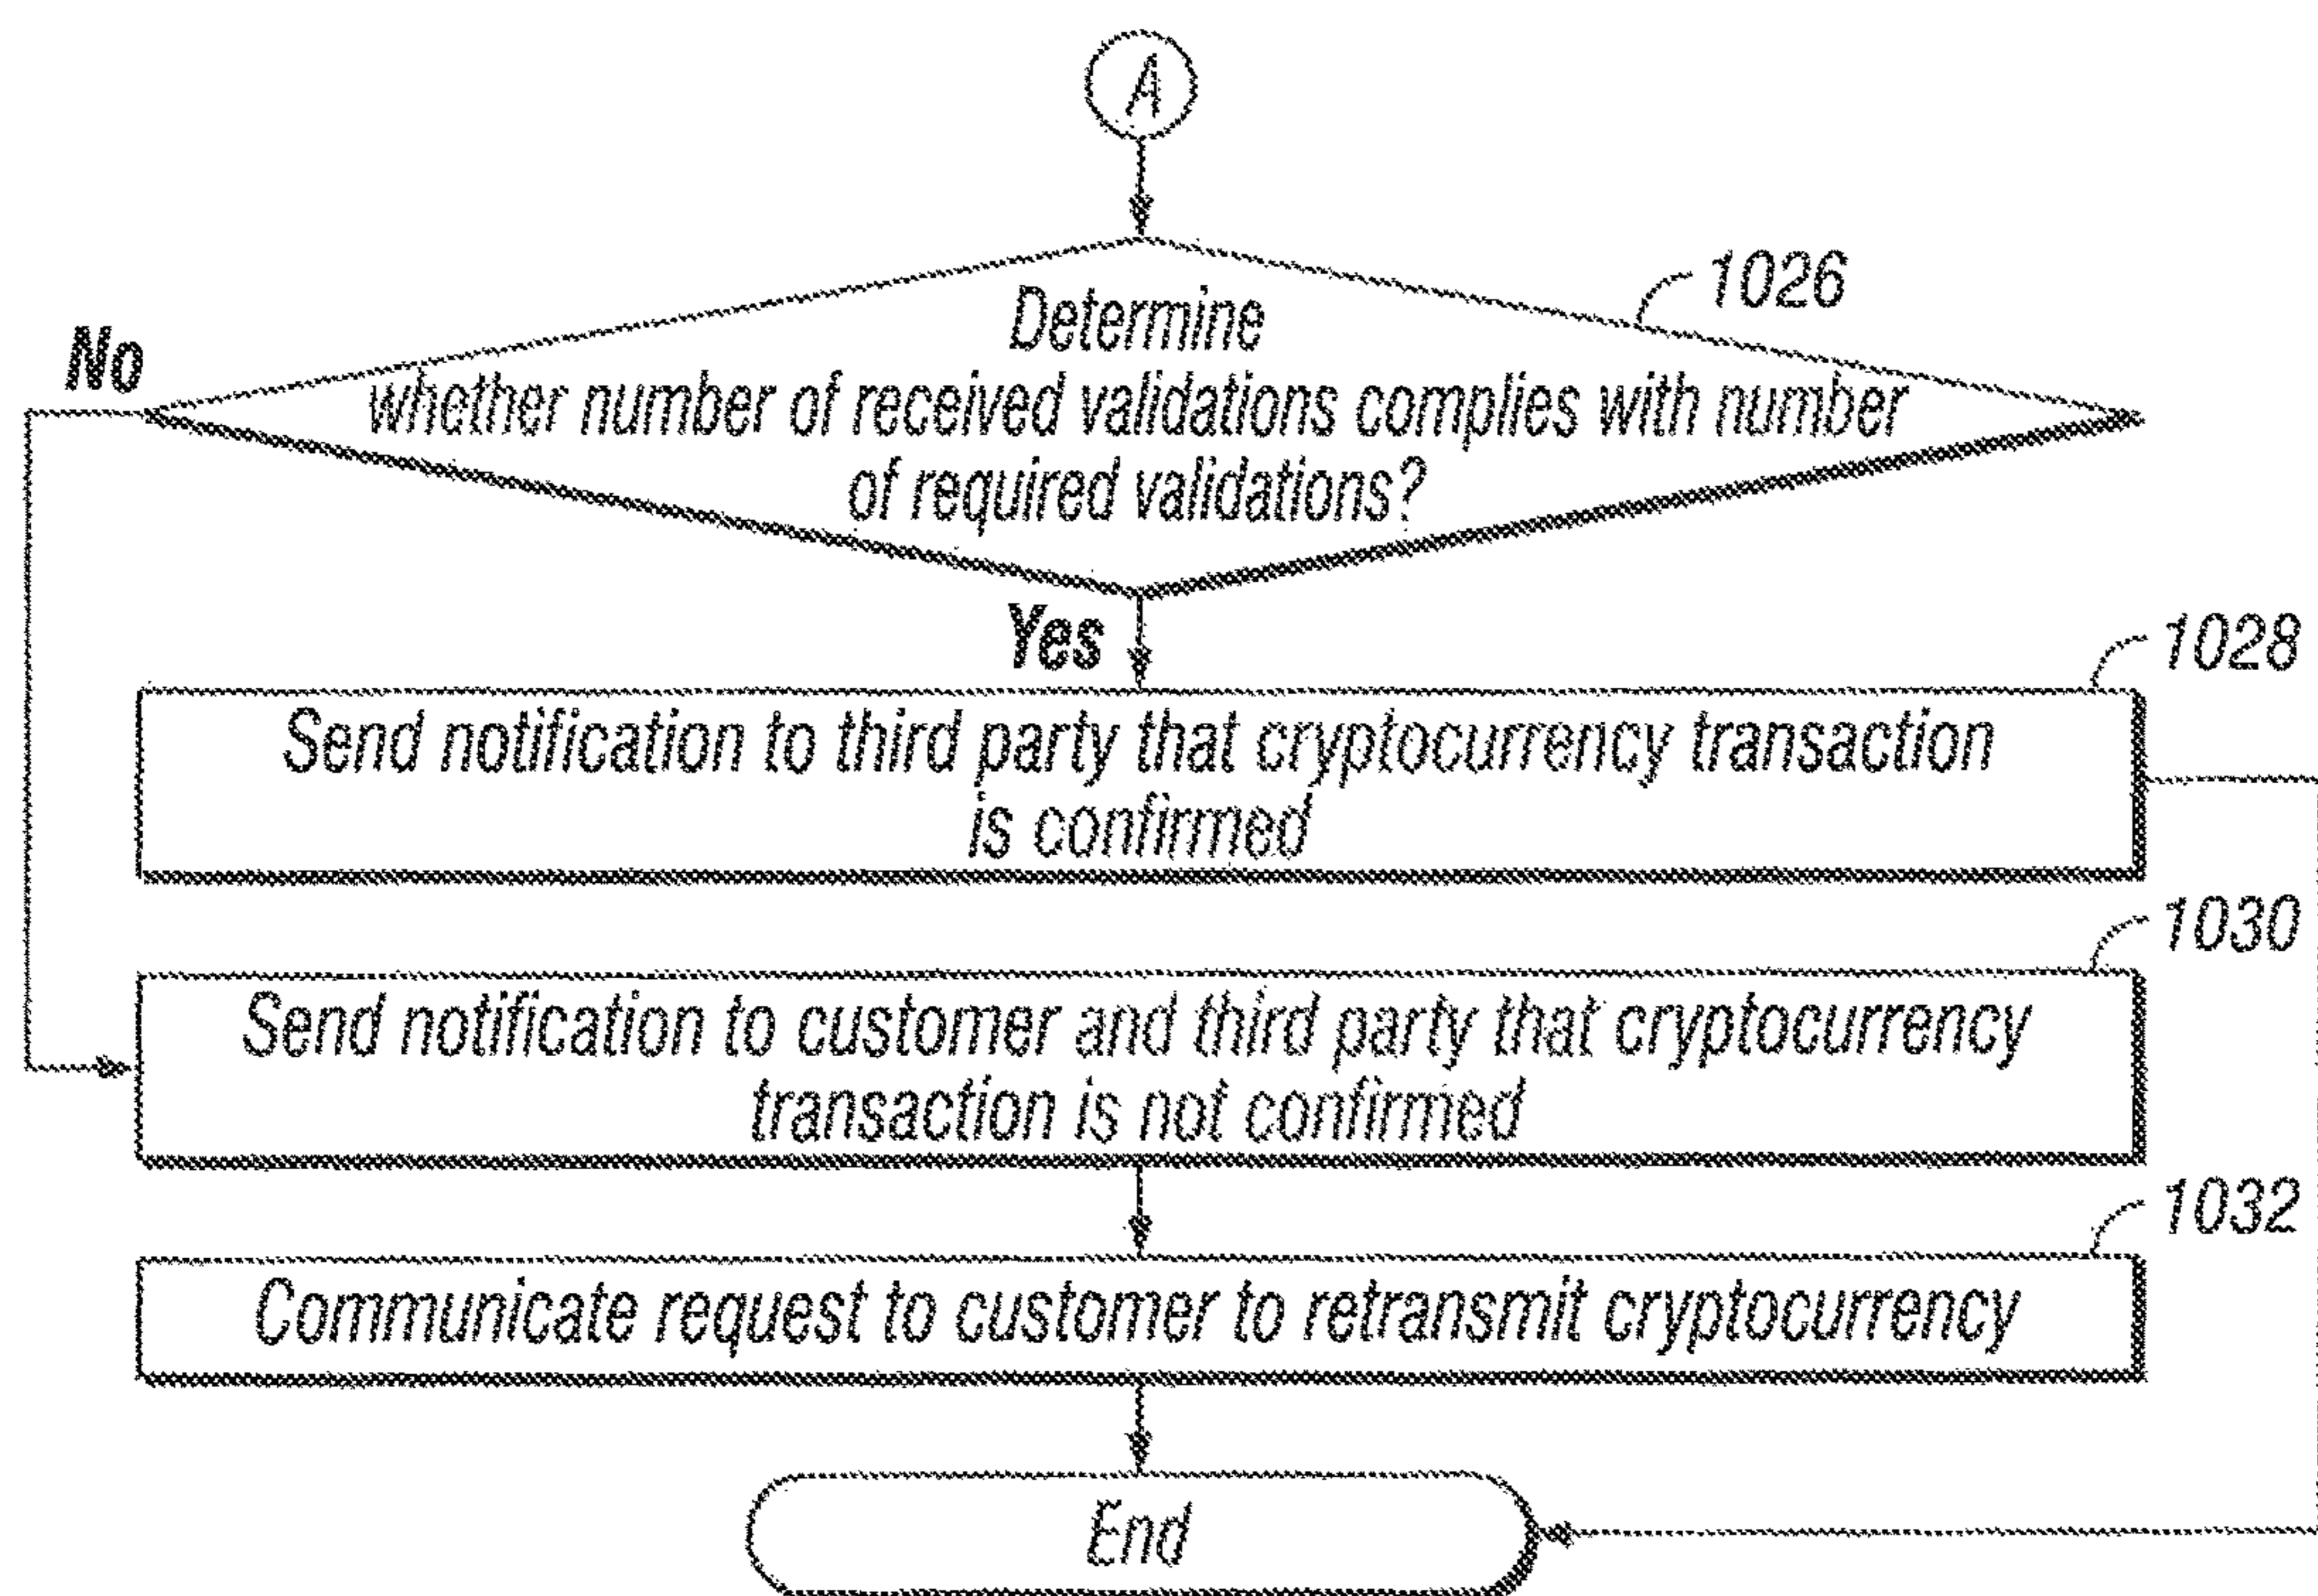 A
1026
No
Determine
whether number of received validations complies with number
of required validations?
Yes
1028
Send notification to third party that cryptocurrency transaction
is confirmed
1030
Send notification to customer and third party that cryptocurrency
transaction is not confirmed
1032
Communicate request to customer to retransmit cryptocurrency
End